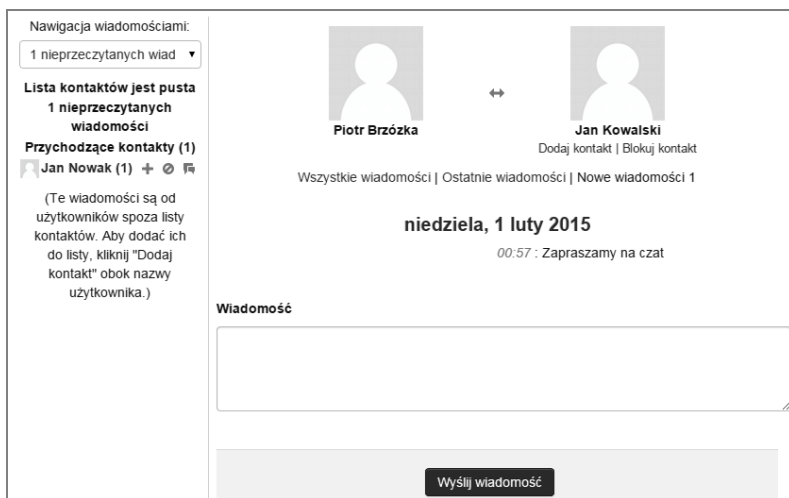 Nawigacja wiadomościami:
1 nieprzeczytanych wiad
Lista kontaktów jest pusta
1 nieprzeczytanych
wiadomości
Przychodzące kontakty (1)
Jan Nowak (1)
(Te wiadomości są od
użytkowników spoza listy
kontaktów. Aby dodać ich
do listy, kliknij "Dodaj
kontakt" obok nazwy
użytkownika.)
Piotr Brzózka
Jan Kowalski
Dodaj kontakt | Blokuj kontakt
Wszystkie wiadomości | Ostatnie wiadomości | Nowe wiadomości 1
niedziela, 1 luty 2015
00:57 : Zapraszamy na czat
Wiadomość
Wyślij wiadomość